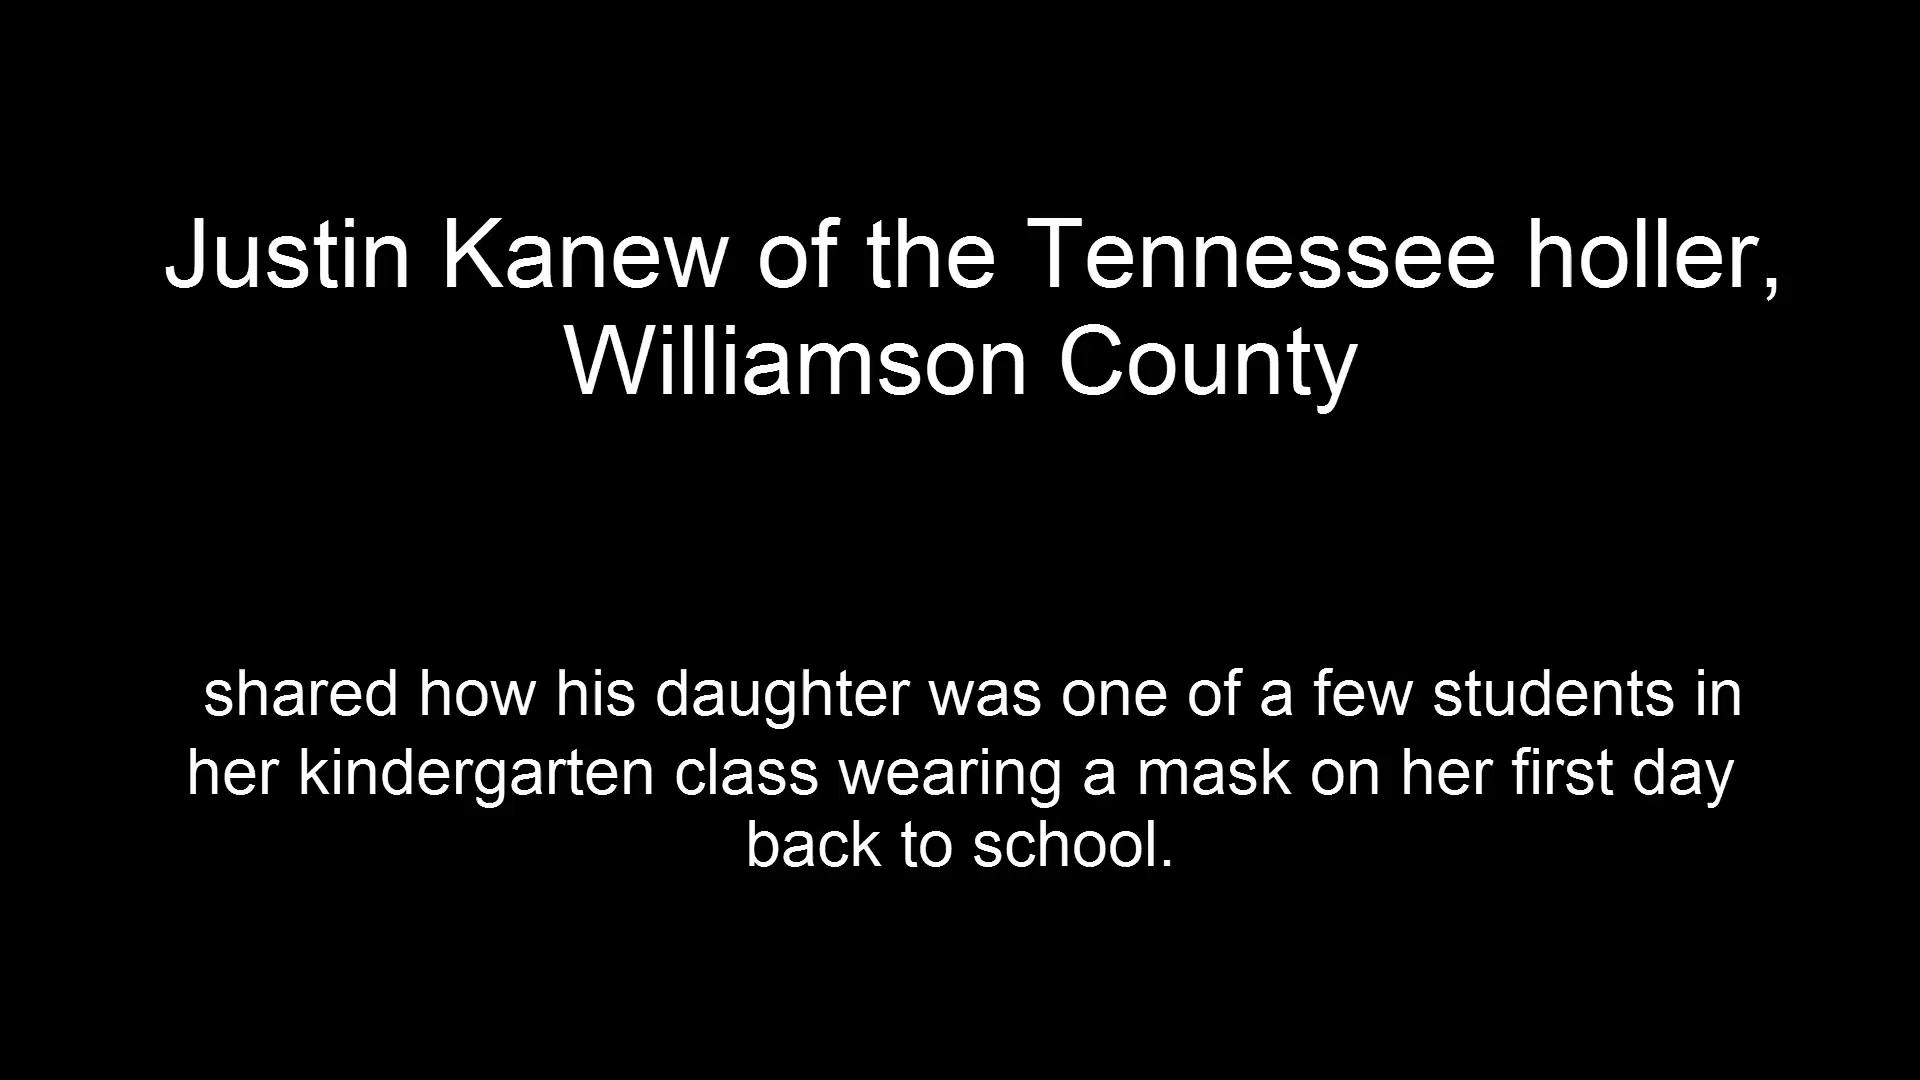 Justin Kanew of the Tennessee holler,
Williamson County
shared how his daughter was one of a few students in
her kindergarten class wearing a mask on her first day
back to school.